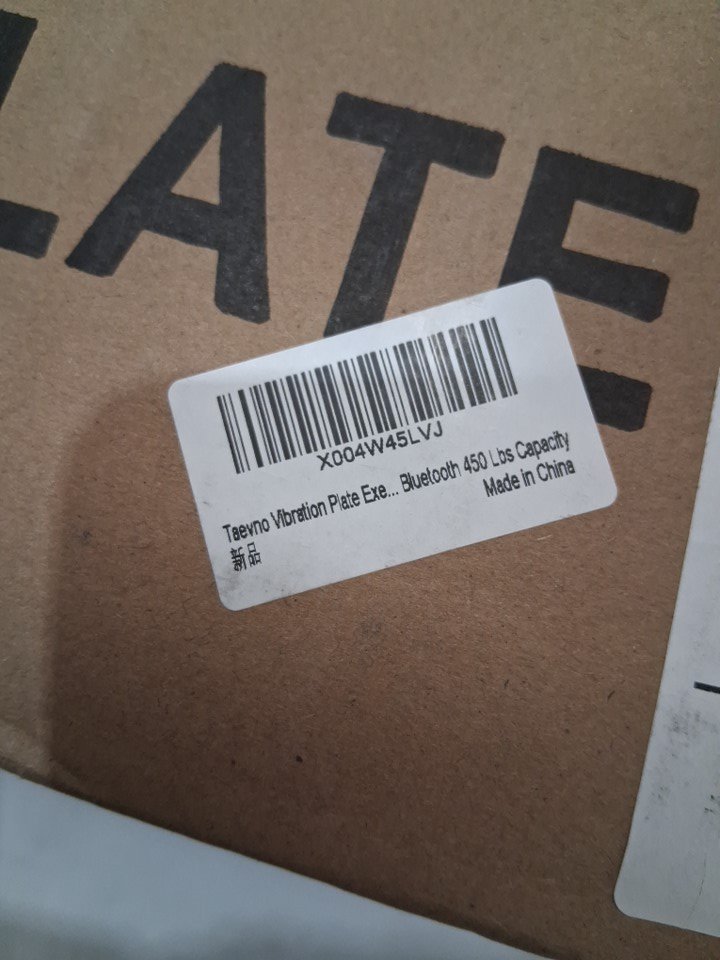 LATE
X004W45LVJ
Taevno Vibration Plate Exe... Bluetooth 450 Lbs Capacity
Made in China
新品